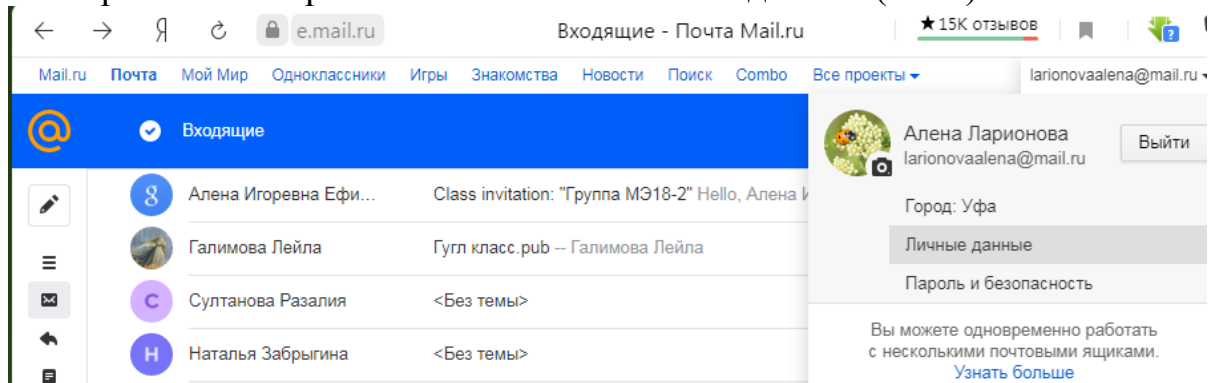 e.mail.ru Входящие - Почта Mail.ru ★15K отзывов
Mail.ru Почта Мой Мир Одноклассники Игры Знакомства Новости Поиск Combo Все проекты larionovaalena@mail.ru
Входящие
Алена Ларионова
larionovaalena@mail.ru
Выйти
Алена Игоревна Ефи... Class invitation: "Группа МЭ18-2" Hello, Алена
Город: Уфа
Галимова Лейла Гугл класс.pub -- Галимова Лейла
Личные данные
Султанова Разалия <Без темы>
Пароль и безопасность
Наталья Забрыгина <Без темы>
Вы можете одновременно работать
с несколькими почтовыми ящиками.
Узнать больше